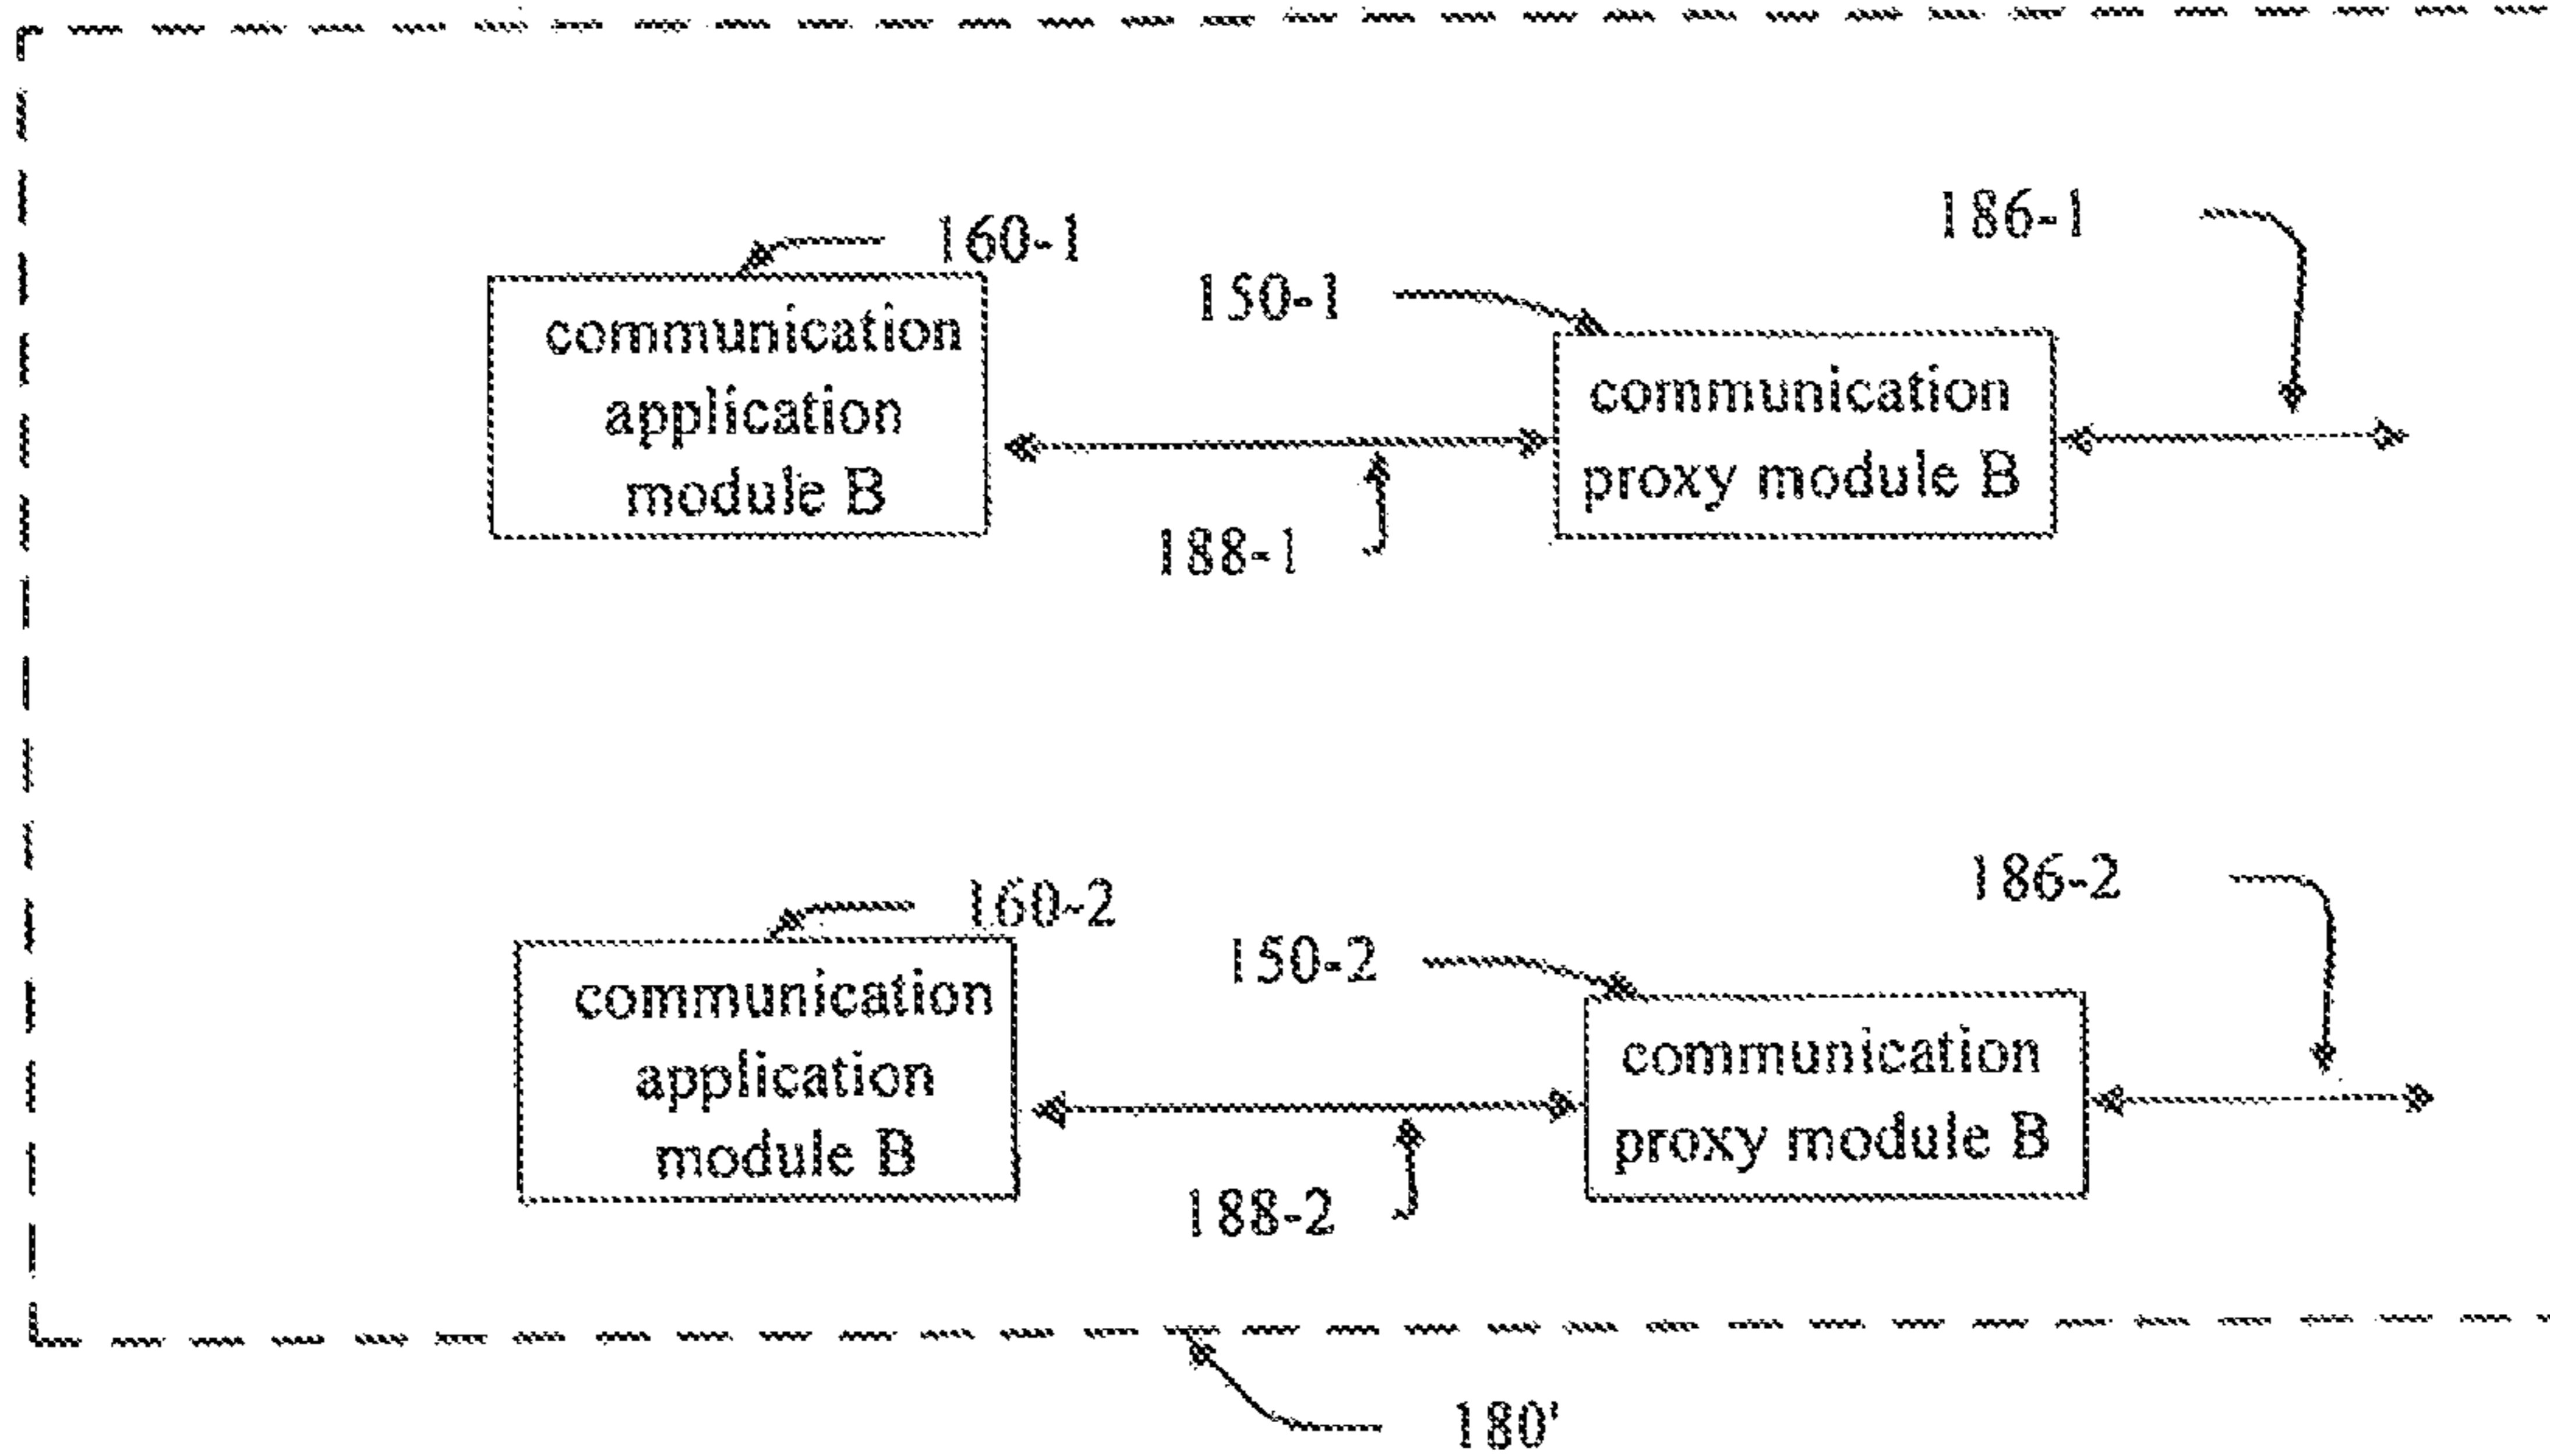 160-1
186-1
150-1
communication
application
module B
communication
proxy module B
188-1
160-2
186-2
150-2
communication
application
module B
communication
proxy module B
188-2
180'